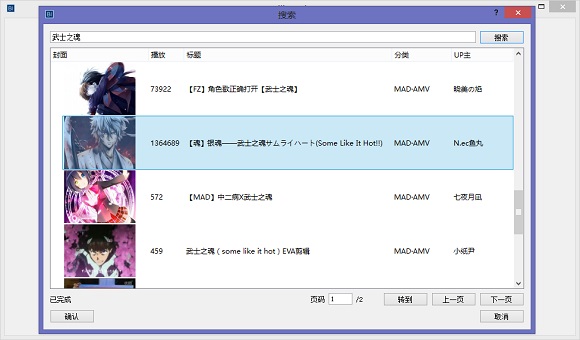 搜索
武士之魂 搜索
封面 播放 标题 分类 UP主
73922 【FZ】角色歌正确打开【武士之魂】 MAD·AMV 晓美の焰
1364689 【魂】银魂——武士之魂サムライハート(Some Like It Hot!!) MAD·AMV N.ec鱼丸
572 【MAD】中二病X武士之魂 MAD·AMV 七夜月凪
459 武士之魂（some like it hot）EVA剪辑 MAD·AMV 小纸尹
已完成 页码 1 /2 转到 上一页 下一页
确认 取消